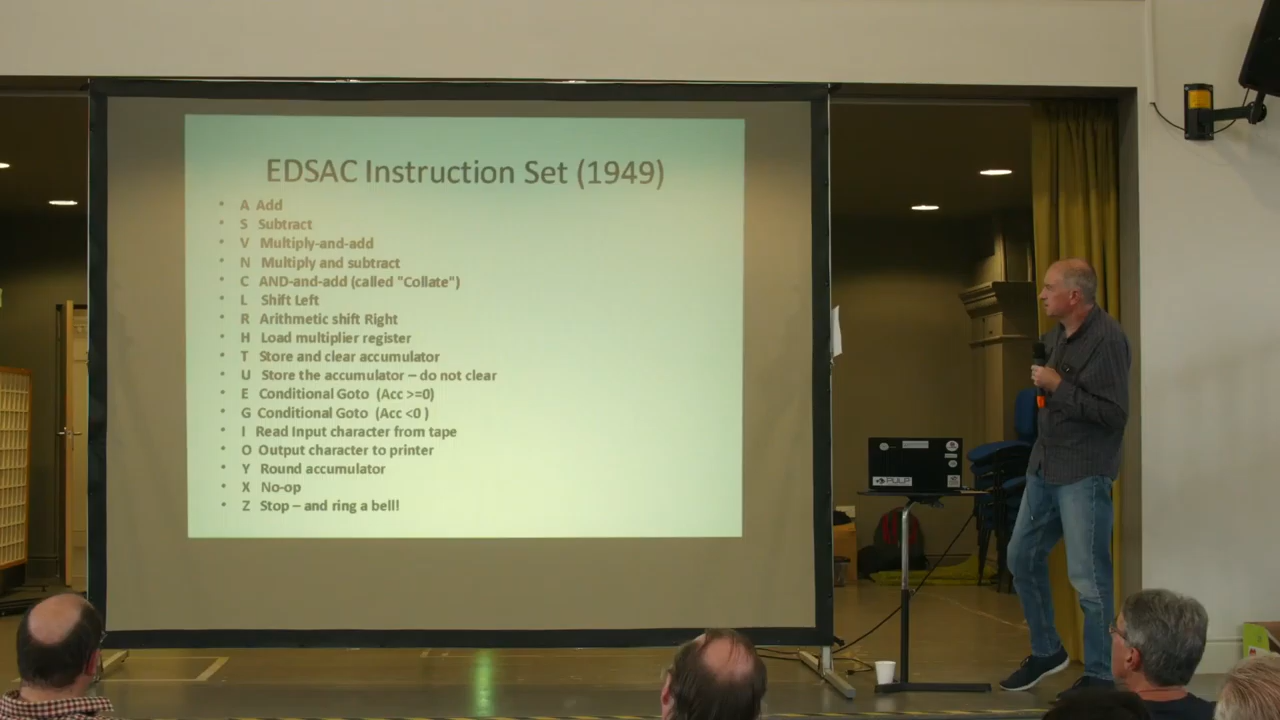 EDSAC Instruction Set (1949)
• A Add
• S Subtract
• V Multiply-and-add
• N Multiply and subtract
• C AND-and-add (called "Collate")
• L Shift Left
• R Arithmetic shift Right
• H Load multiplier register
• T Store and clear accumulator
• U Store the accumulator – do not clear
• E Conditional Goto (Acc >=0)
• G Conditional Goto (Acc <0 )
• I Read Input character from tape
• O Output character to printer
• Y Round accumulator
• X No-op
• Z Stop – and ring a bell!
PULP